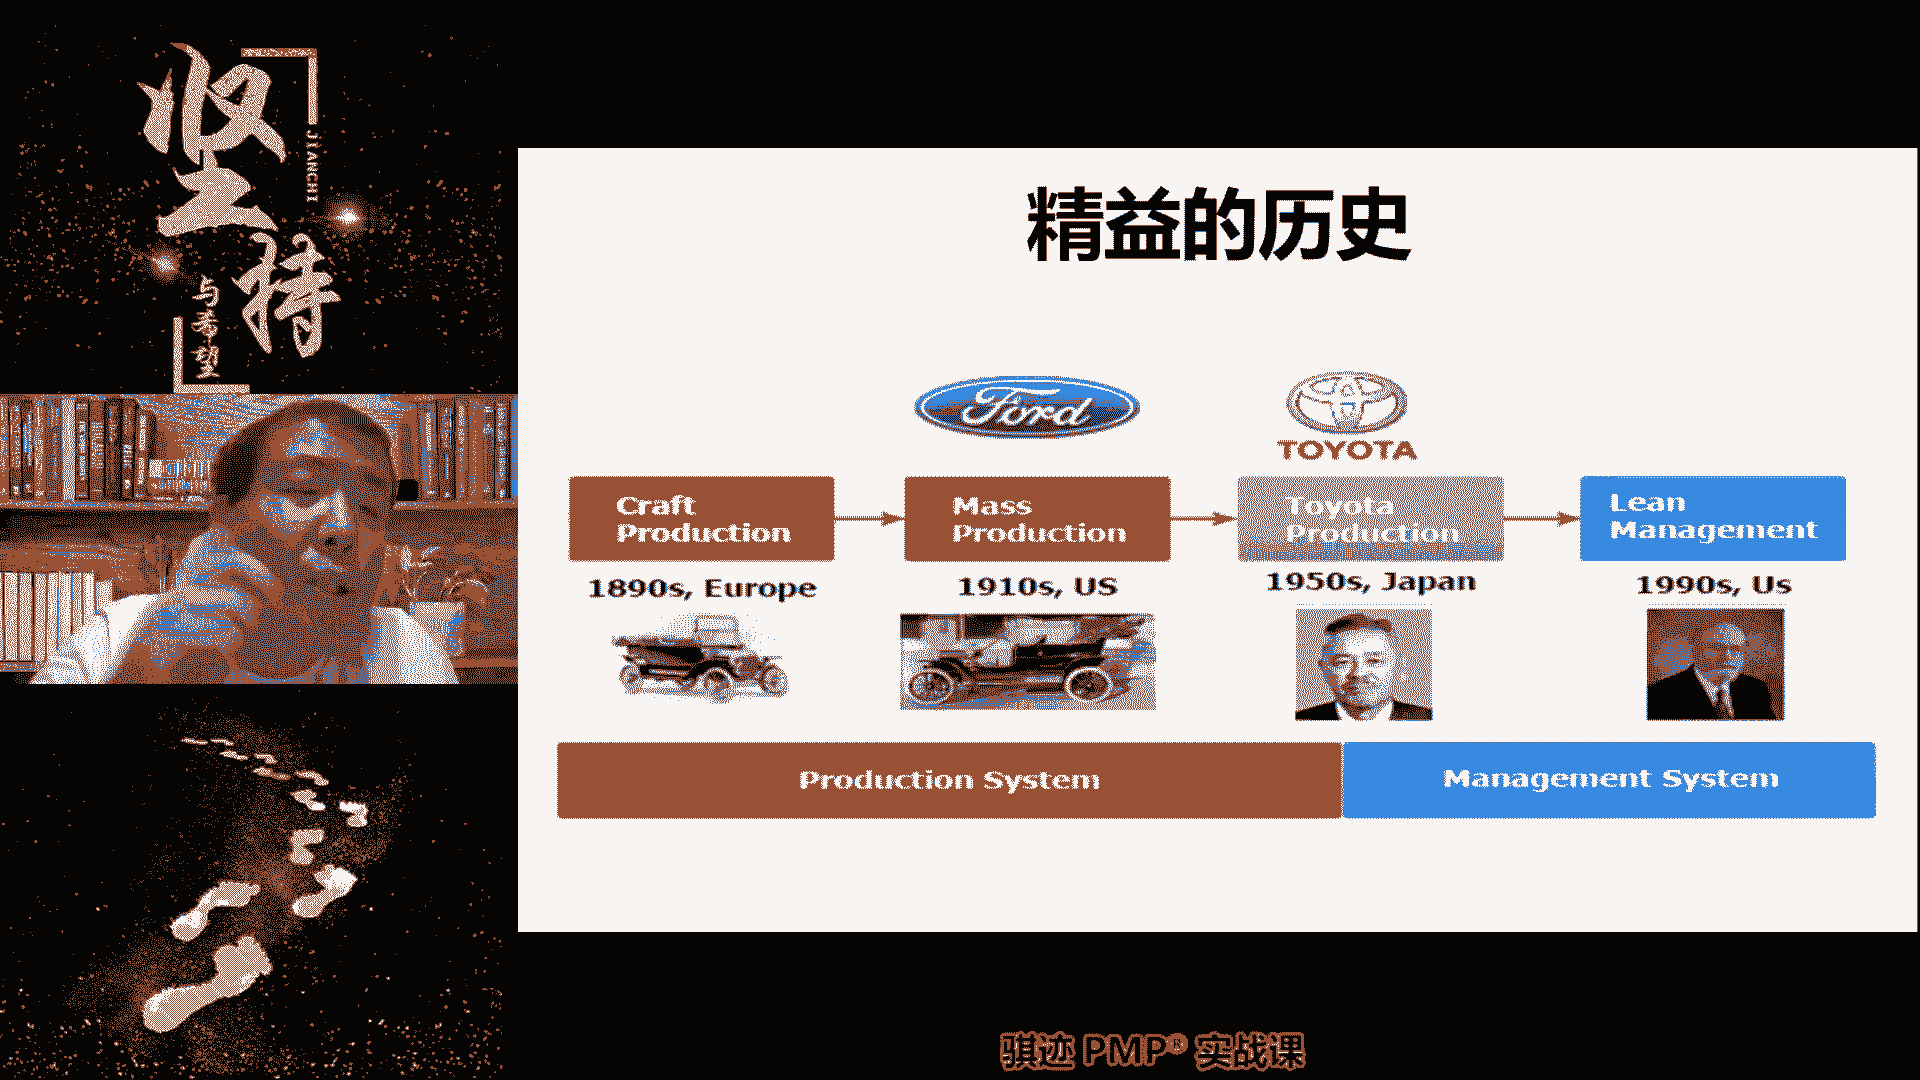 坚持
JIANCHI
与希望
精益的历史
Ford
TOYOTA
Craft
Production
Mass
Production
Toyota
Production
Lean
Management
1890s, Europe
1910s, US
1950s, Japan
1990s, Us
Production System
Management System
骐迹 PMP® 实战课